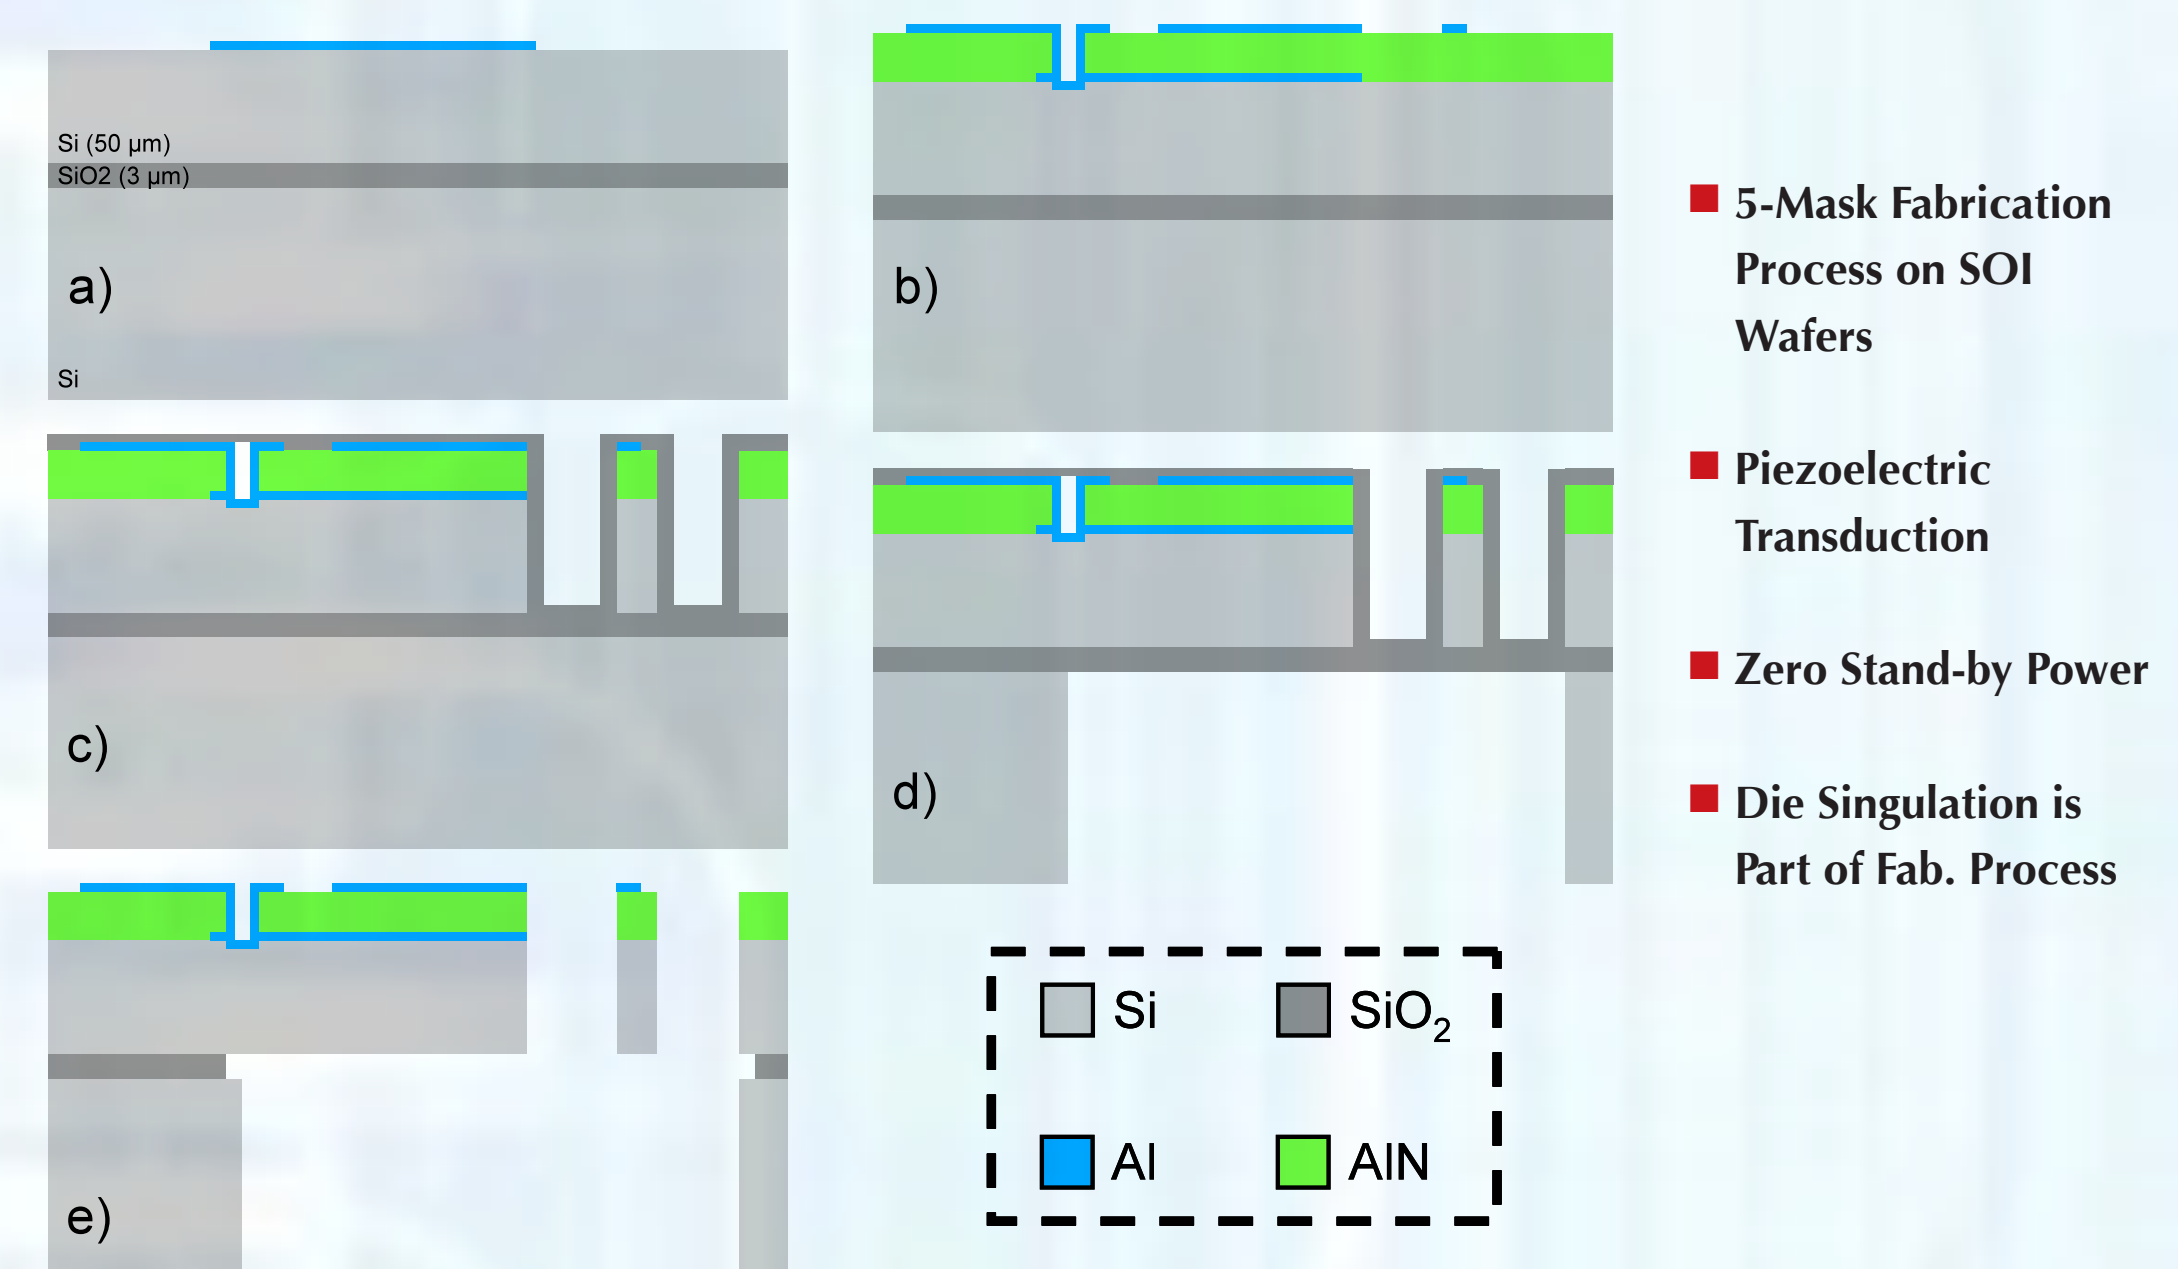 Si (50 µm)
SiO2 (3 µm)
a)
Si
b)
c)
d)
e)
Si
SiO₂
Al
AlN
5-Mask Fabrication
Process on SOI
Wafers
Piezoelectric
Transduction
Zero Stand-by Power
Die Singulation is
Part of Fab. Process